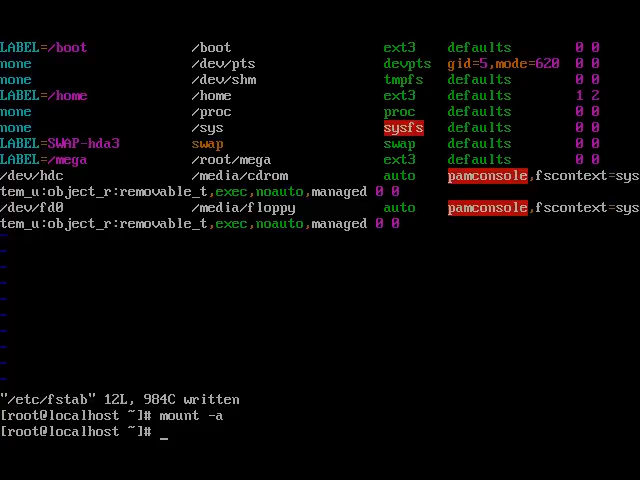 LABEL=/boot /boot ext3 defaults 0 0
none /dev/pts devpts gid=5,mode=620 0 0
none /dev/shm tmpfs defaults 0 0
LABEL=/home /home ext3 defaults 1 2
none /proc proc defaults 0 0
none /sys sysfs defaults 0 0
LABEL=SWAP-hda3 swap swap defaults 0 0
LABEL=/mega /root/mega ext3 defaults 0 0
/dev/hdc /media/cdrom auto pamconsole,fscontext=sys
tem_u:object_r:removable_t,exec,noauto,managed 0 0
/dev/fd0 /media/floppy auto pamconsole,fscontext=sys
tem_u:object_r:removable_t,exec,noauto,managed 0 0
~
~
~
~
~
~
~
~
~
~
"/etc/fstab" 12L, 984C written
[root@localhost ~]# mount -a
[root@localhost ~]# _